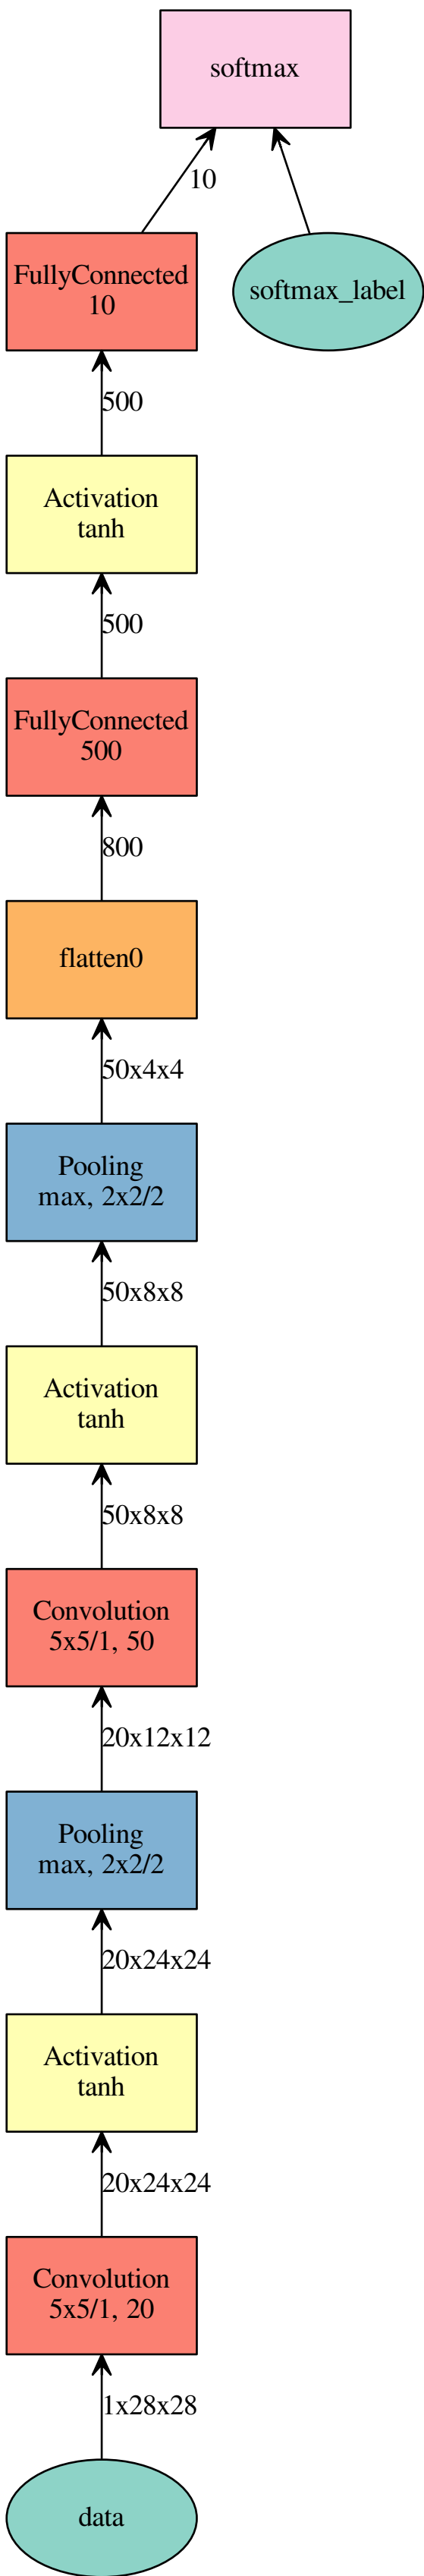 softmax
10
FullyConnected
10
softmax_label
500
Activation
tanh
500
FullyConnected
500
800
flatten0
50x4x4
Pooling
max, 2x2/2
50x8x8
Activation
tanh
50x8x8
Convolution
5x5/1, 50
20x12x12
Pooling
max, 2x2/2
20x24x24
Activation
tanh
20x24x24
Convolution
5x5/1, 20
1x28x28
data